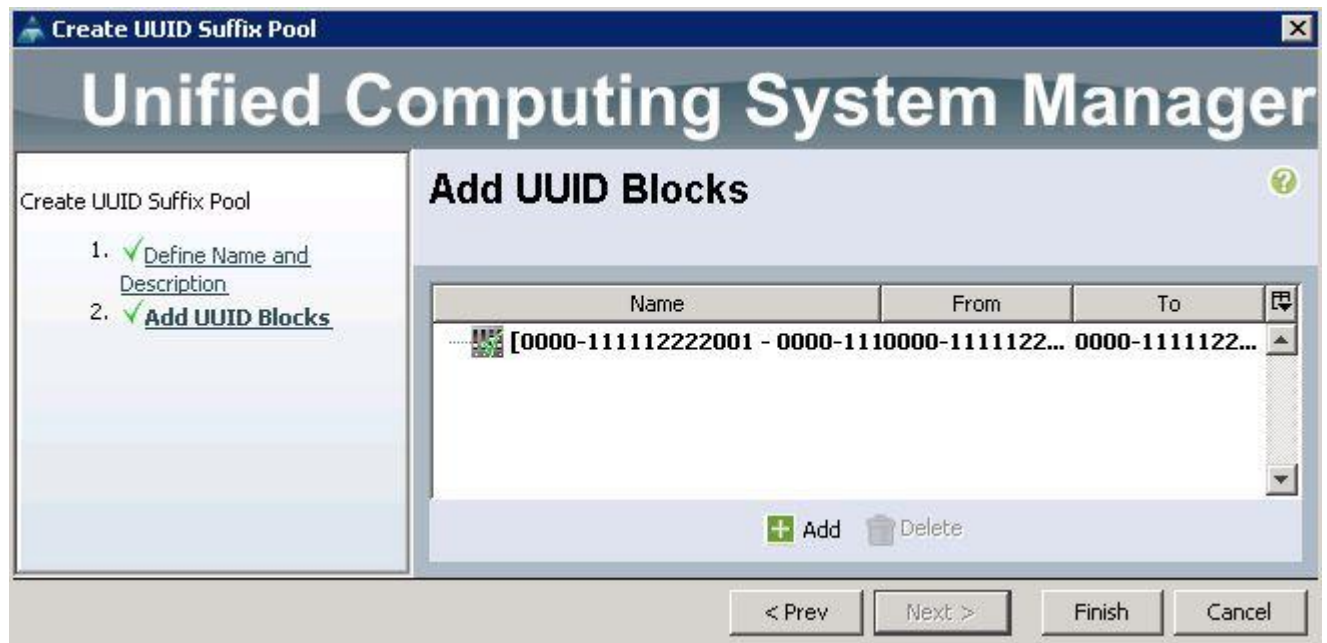 Create UUID Suffix Pool
Unified Computing System Manager
Create UUID Suffix Pool
1. Define Name and
Description
2. Add UUID Blocks
Add UUID Blocks
?
Name From To
[0000-111112222001 - 0000-1110000-1111122... 0000-1111122...
Add Delete
< Prev Next > Finish Cancel